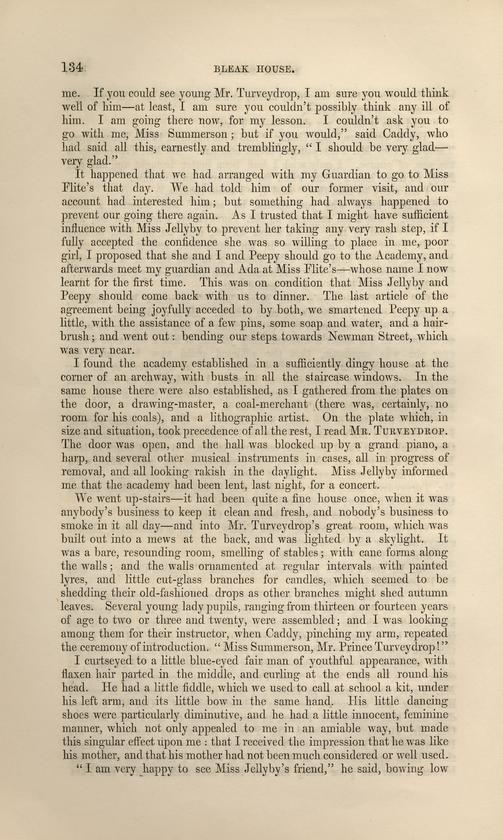 134
BLEAK HOUSE.
me. If you could see young Mr. Turveydrop, I am sure you would think
well of him—at least, I am sure you couldn't possibly think any ill of
him. I am going there now, for my lesson. I couldn't ask you to
go with me, Miss Summerson; but if you would,” said Caddy, who
had said all this, earnestly and tremblingly, “I should be very glad—
very glad.”
It happened that we had arranged with my Guardian to go to Miss
Flite's that day. We had told him of our former visit, and our
account had interested him; but something had always happened to
prevent our going there again. As I trusted that I might have sufficient
influence with Miss Jellyby to prevent her taking any very rash step, if I
fully accepted the confidence she was so willing to place in me, poor
girl, I proposed that she and I and Peepy should go to the Academy, and
afterwards meet my guardian and Ada at Miss Flite's—whose name I now
learnt for the first time. This was on condition that Miss Jellyby and
Peepy should come back with us to dinner. The last article of the
agreement being joyfully acceded to by both, we smartened Peepy up a
little, with the assistance of a few pins, some soap and water, and a hair-
brush; and went out: bending our steps towards Newman Street, which
was very near.
I found the academy established in a sufficiently dingy house at the
corner of an archway, with busts in all the staircase windows. In the
same house there were also established, as I gathered from the plates on
the door, a drawing-master, a coal-merchant (there was, certainly, no
room for his coals), and a lithographic artist. On the plate which, in
size and situation, took precedence of all the rest, I read MR. TURVEYDROP.
The door was open, and the hall was blocked up by a grand piano, a
harp, and several other musical instruments in cases, all in progress of
removal, and all looking rakish in the daylight. Miss Jellyby informed
me that the academy had been lent, last night, for a concert.
We went up-stairs—it had been quite a fine house once, when it was
anybody's business to keep it clean and fresh, and nobody's business to
smoke in it all day—and into Mr. Turveydrop's great room, which was
built out into a mews at the back, and was lighted by a skylight. It
was a bare, resounding room, smelling of stables; with cane forms along
the walls; and the walls ornamented at regular intervals with painted
lyres, and little cut-glass branches for candles, which seemed to be
shedding their old-fashioned drops as other branches might shed autumn
leaves. Several young lady pupils, ranging from thirteen or fourteen years
of age to two or three and twenty, were assembled; and I was looking
among them for their instructor, when Caddy, pinching my arm, repeated
the ceremony of introduction. “Miss Summerson, Mr. Prince Turveydrop!”
I curtseyed to a little blue-eyed fair man of youthful appearance, with
flaxen hair parted in the middle, and curling at the ends all round his
head. He had a little fiddle, which we used to call at school a kit, under
his left arm, and its little bow in the same hand. His little dancing
shoes were particularly diminutive, and he had a little innocent, feminine
manner, which not only appealed to me in an amiable way, but made
this singular effect upon me: that I received the impression that he was like
his mother, and that his mother had not been much considered or well used.
“I am very happy to see Miss Jellyby's friend,” he said, bowing low